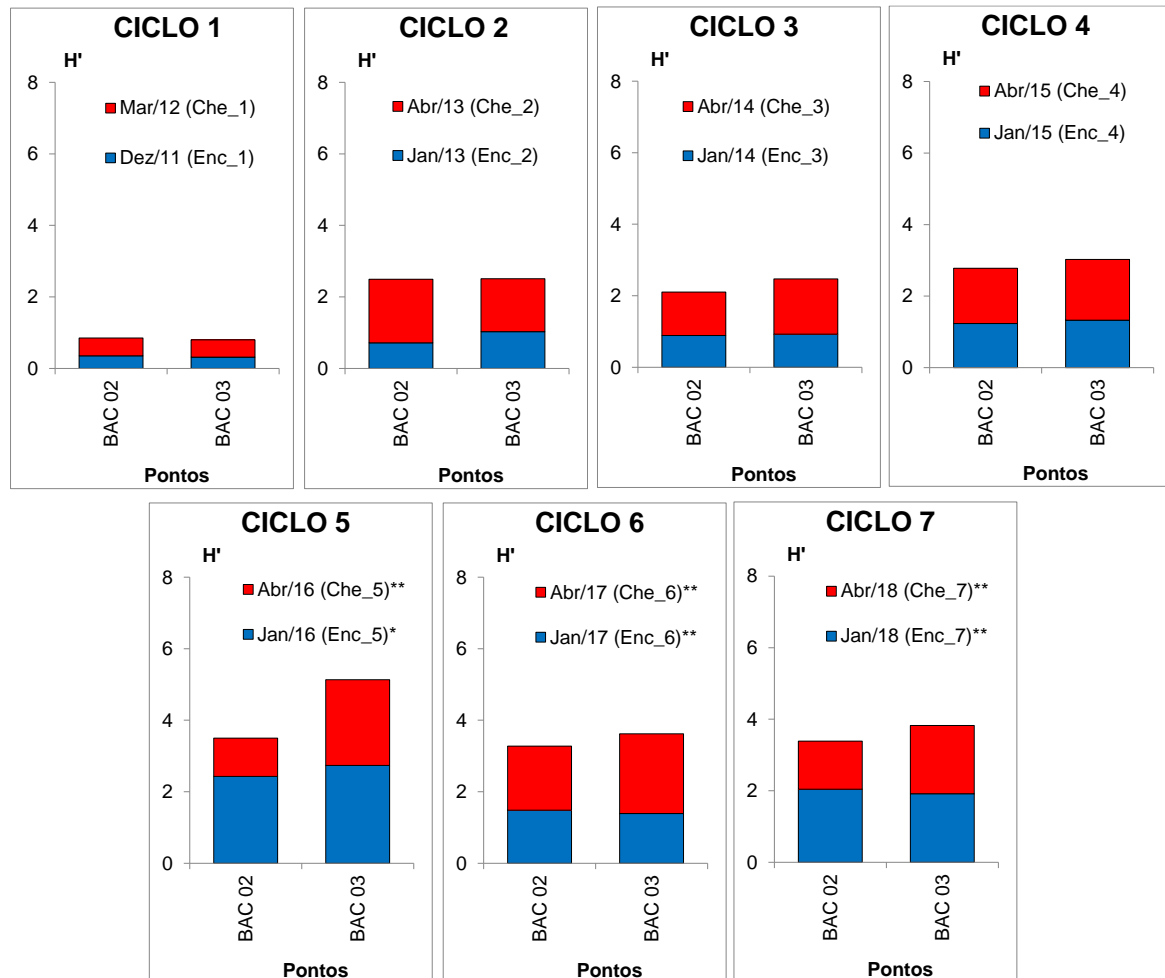 CICLO 1
H'
8
Mar/12 (Che_1)
6
Dez/11 (Enc_1)
4
2
0
BAC 02
BAC 03
Pontos
CICLO 2
H'
8
Abr/13 (Che_2)
6
Jan/13 (Enc_2)
4
2
0
BAC 02
BAC 03
Pontos
CICLO 3
H'
8
Abr/14 (Che_3)
6
Jan/14 (Enc_3)
4
2
0
BAC 02
BAC 03
Pontos
CICLO 4
H'
8
Abr/15 (Che_4)
6
Jan/15 (Enc_4)
4
2
0
BAC 02
BAC 03
Pontos
CICLO 5
H'
8
Abr/16 (Che_5)**
6
Jan/16 (Enc_5)*
4
2
0
BAC 02
BAC 03
Pontos
CICLO 6
H'
8
Abr/17 (Che_6)**
6
Jan/17 (Enc_6)**
4
2
0
BAC 02
BAC 03
Pontos
CICLO 7
H'
8
Abr/18 (Che_7)**
6
Jan/18 (Enc_7)**
4
2
0
BAC 02
BAC 03
Pontos